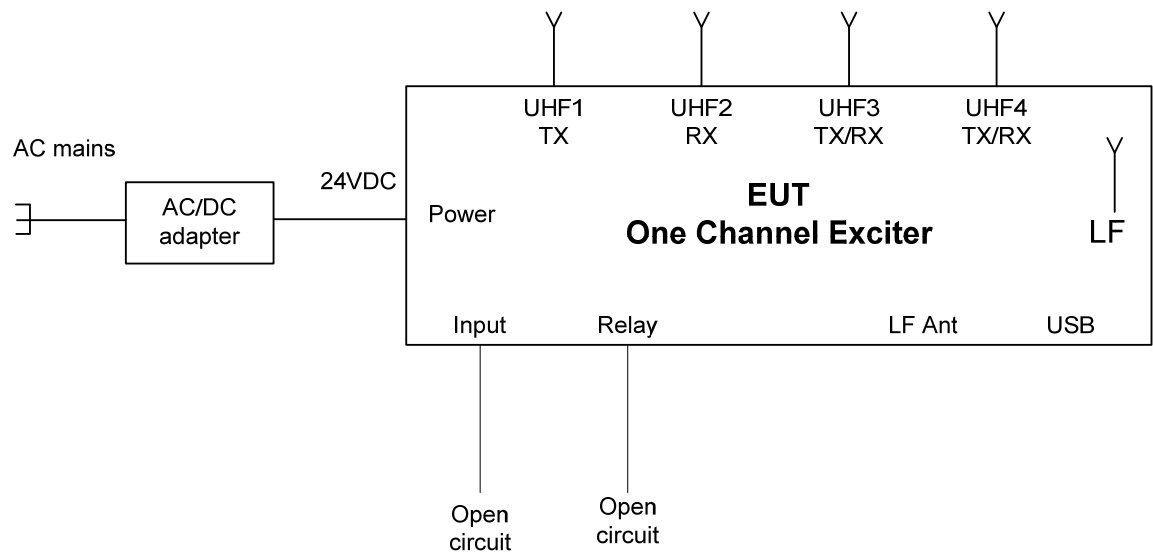 UHF1
TX
UHF2
RX
UHF3
TX/RX
UHF4
TX/RX
AC mains
24VDC
AC/DC
adapter
Power
EUT
One Channel Exciter
LF
Input
Relay
LF Ant
USB
Open
circuit
Open
circuit